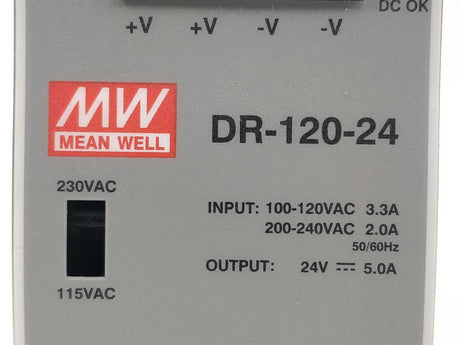 DC OK
+V +V -V -V
MW
MEAN WELL
DR-120-24
230VAC
115VAC
INPUT: 100-120VAC 3.3A
200-240VAC 2.0A
50/60Hz
OUTPUT: 24V ⎓ 5.0A